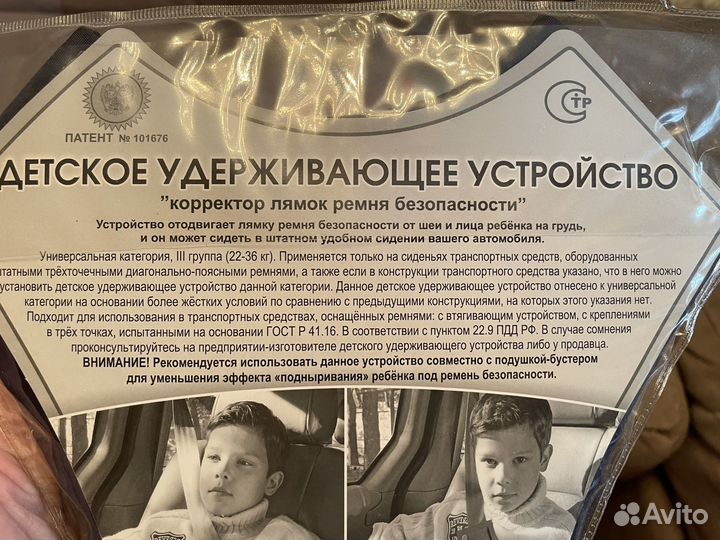 ПАТЕНТ № 101676
СТР
ДЕТСКОЕ УДЕРЖИВАЮЩЕЕ УСТРОЙСТВО
"корректор лямок ремня безопасности"
Устройство отодвигает лямку ремня безопасности от шеи и лица ребёнка на грудь,
и он может сидеть в штатном удобном сидении вашего автомобиля.
Универсальная категория, III группа (22-36 кг). Применяется только на сиденьях транспортных средств, оборудованных
штатными трёхточечными диагонально-поясными ремнями, а также если в конструкции транспортного средства указано, что в него можно
установить детское удерживающее устройство данной категории. Данное детское удерживающее устройство отнесено к универсальной
категории на основании более жёстких условий по сравнению с предыдущими конструкциями, на которых этого указания нет.
Подходит для использования в транспортных средствах, оснащённых ремнями: с втягивающим устройством, с креплениями
в трёх точках, испытанными на основании ГОСТ Р 41.16. В соответствии с пунктом 22.9 ПДД РФ. В случае сомнения
проконсультируйтесь на предприятии-изготовителе детского удерживающего устройства либо у продавца.
ВНИМАНИЕ! Рекомендуется использовать данное устройство совместно с подушкой-бустером
для уменьшения эффекта «подныривания» ребёнка под ремень безопасности.
Avito